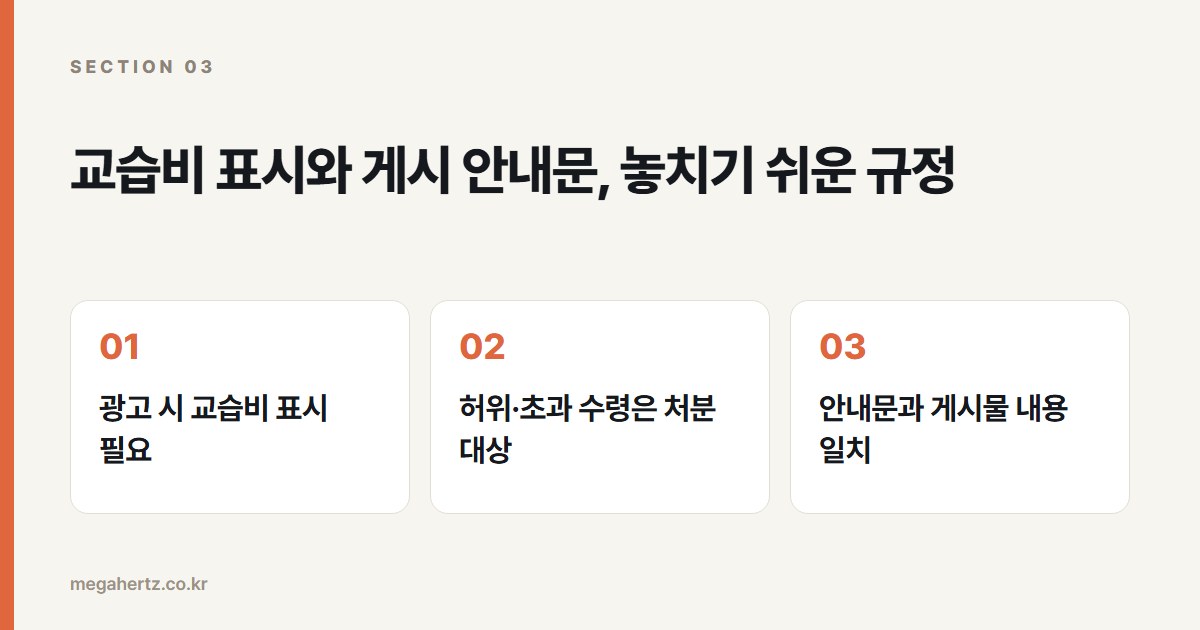 SECTION 03
교습비 표시와 게시 안내문, 놓치기 쉬운 규정
01
광고 시 교습비 표시
필요
02
허위·초과 수령은 처분
대상
03
안내문과 게시물 내용
일치
megahertz.co.kr